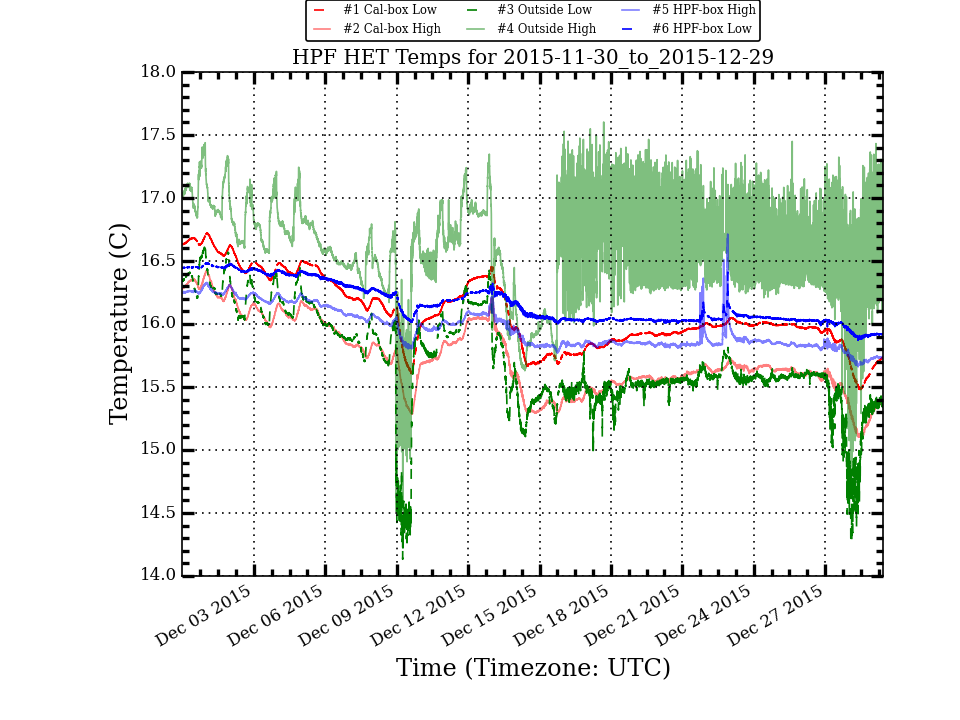 #1 Cal-box Low #3 Outside Low #5 HPF-box High
#2 Cal-box High #4 Outside High #6 HPF-box Low
HPF HET Temps for 2015-11-30_to_2015-12-29
18.0
17.5
17.0
16.5
16.0
15.5
15.0
14.5
14.0
Temperature (C)
Dec 03 2015 Dec 06 2015 Dec 09 2015 Dec 12 2015 Dec 15 2015 Dec 18 2015 Dec 21 2015 Dec 24 2015 Dec 27 2015
Time (Timezone: UTC)